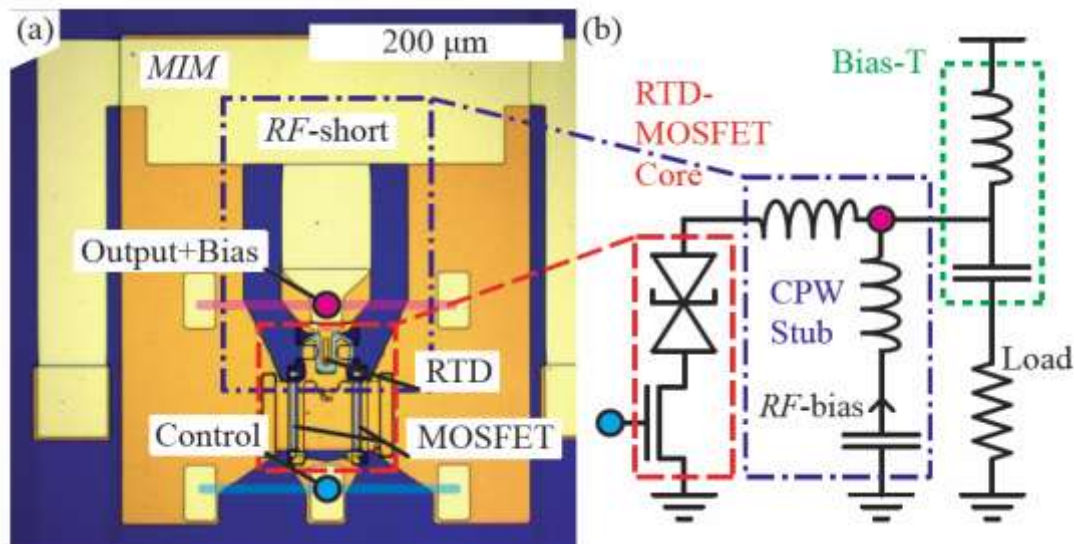 (a)
200 μm
MIM
RF-short
Output+Bias
RTD
Control
MOSFET
(b)
Bias-T
RTD-
MOSFET
Core
CPW
Stub
Load
RF-bias